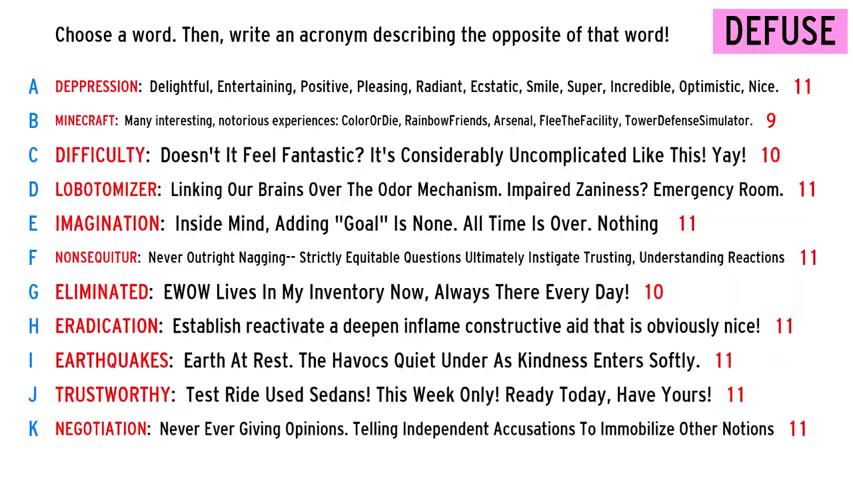 Choose a word. Then, write an acronym describing the opposite of that word!
DEFUSE
A DEPPRESSION: Delightful, Entertaining, Positive, Pleasing, Radiant, Ecstatic, Smile, Super, Incredible, Optimistic, Nice. 11
B MINECRAFT: Many interesting, notorious experiences: ColorOrDie, RainbowFriends, Arsenal, FleeTheFacility, TowerDefenseSimulator. 9
C DIFFICULTY: Doesn't It Feel Fantastic? It's Considerably Uncomplicated Like This! Yay! 10
D LOBOTOMIZER: Linking Our Brains Over The Odor Mechanism. Impaired Zaniness? Emergency Room. 11
E IMAGINATION: Inside Mind, Adding "Goal" Is None. All Time Is Over. Nothing 11
F NONSEQUITUR: Never Outright Nagging-- Strictly Equitable Questions Ultimately Instigate Trusting, Understanding Reactions 11
G ELIMINATED: EWOW Lives In My Inventory Now, Always There Every Day! 10
H ERADICATION: Establish reactivate a deepen inflame constructive aid that is obviously nice! 11
I EARTHQUAKES: Earth At Rest. The Havocs Quiet Under As Kindness Enters Softly. 11
J TRUSTWORTHY: Test Ride Used Sedans! This Week Only! Ready Today, Have Yours! 11
K NEGOTIATION: Never Ever Giving Opinions. Telling Independent Accusations To Immobilize Other Notions 11